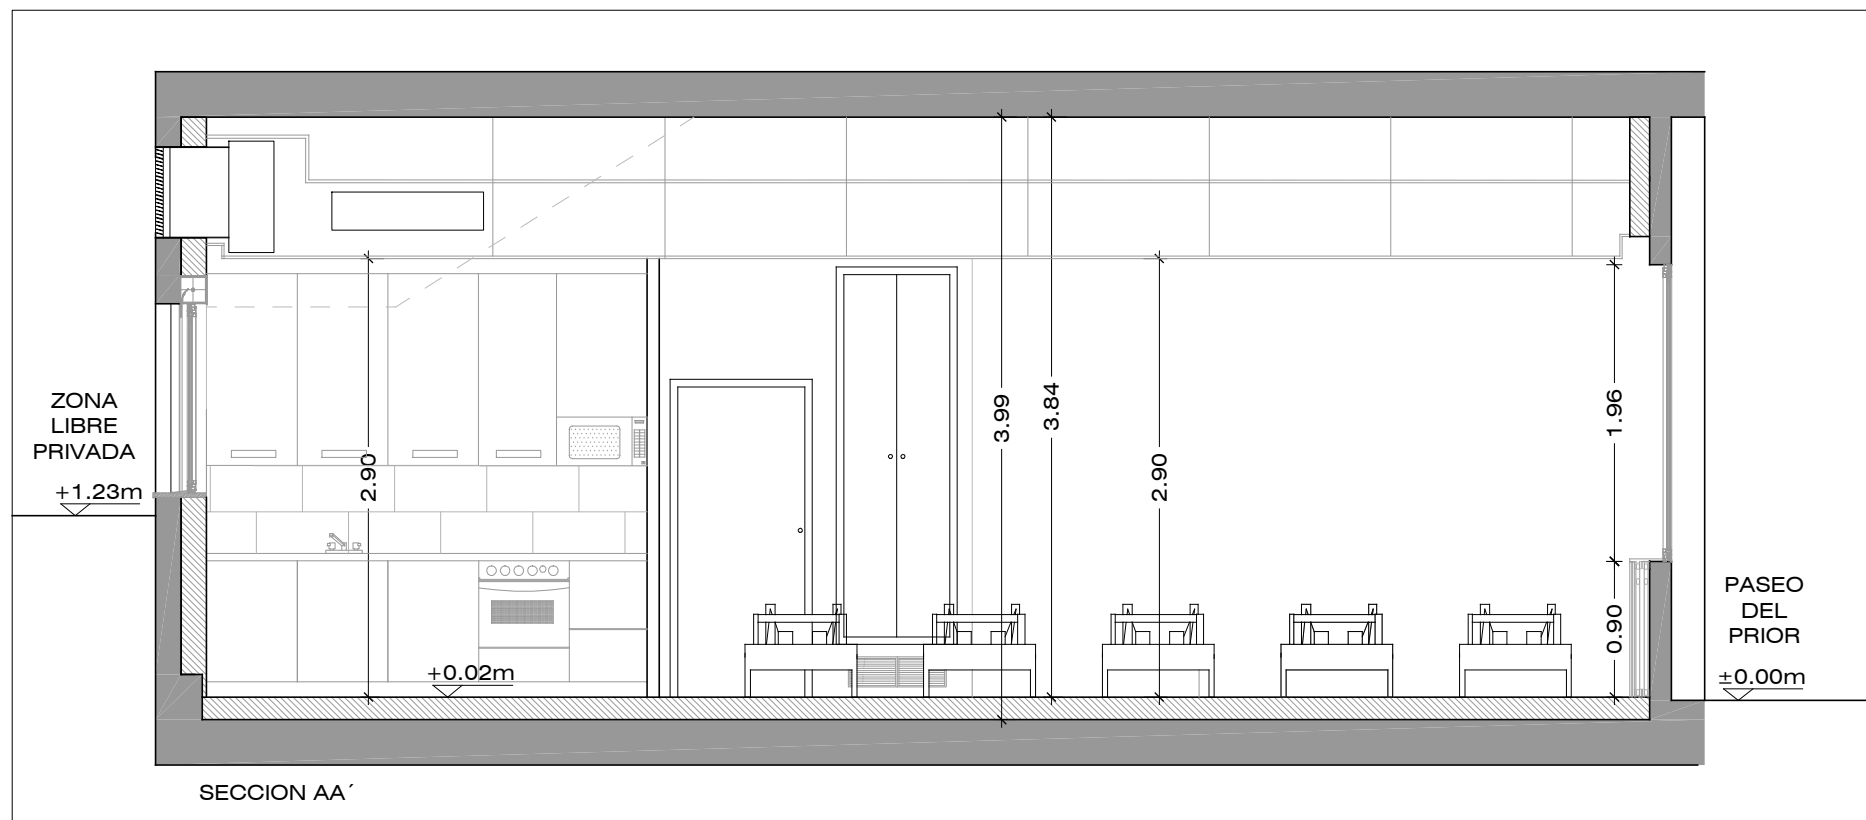 ZONA
LIBRE
PRIVADA
+1.23m
2.90
+0.02m
3.99
3.84
2.90
1.96
0.90
PASEO
DEL
PRIOR
±0.00m
SECCION AA´